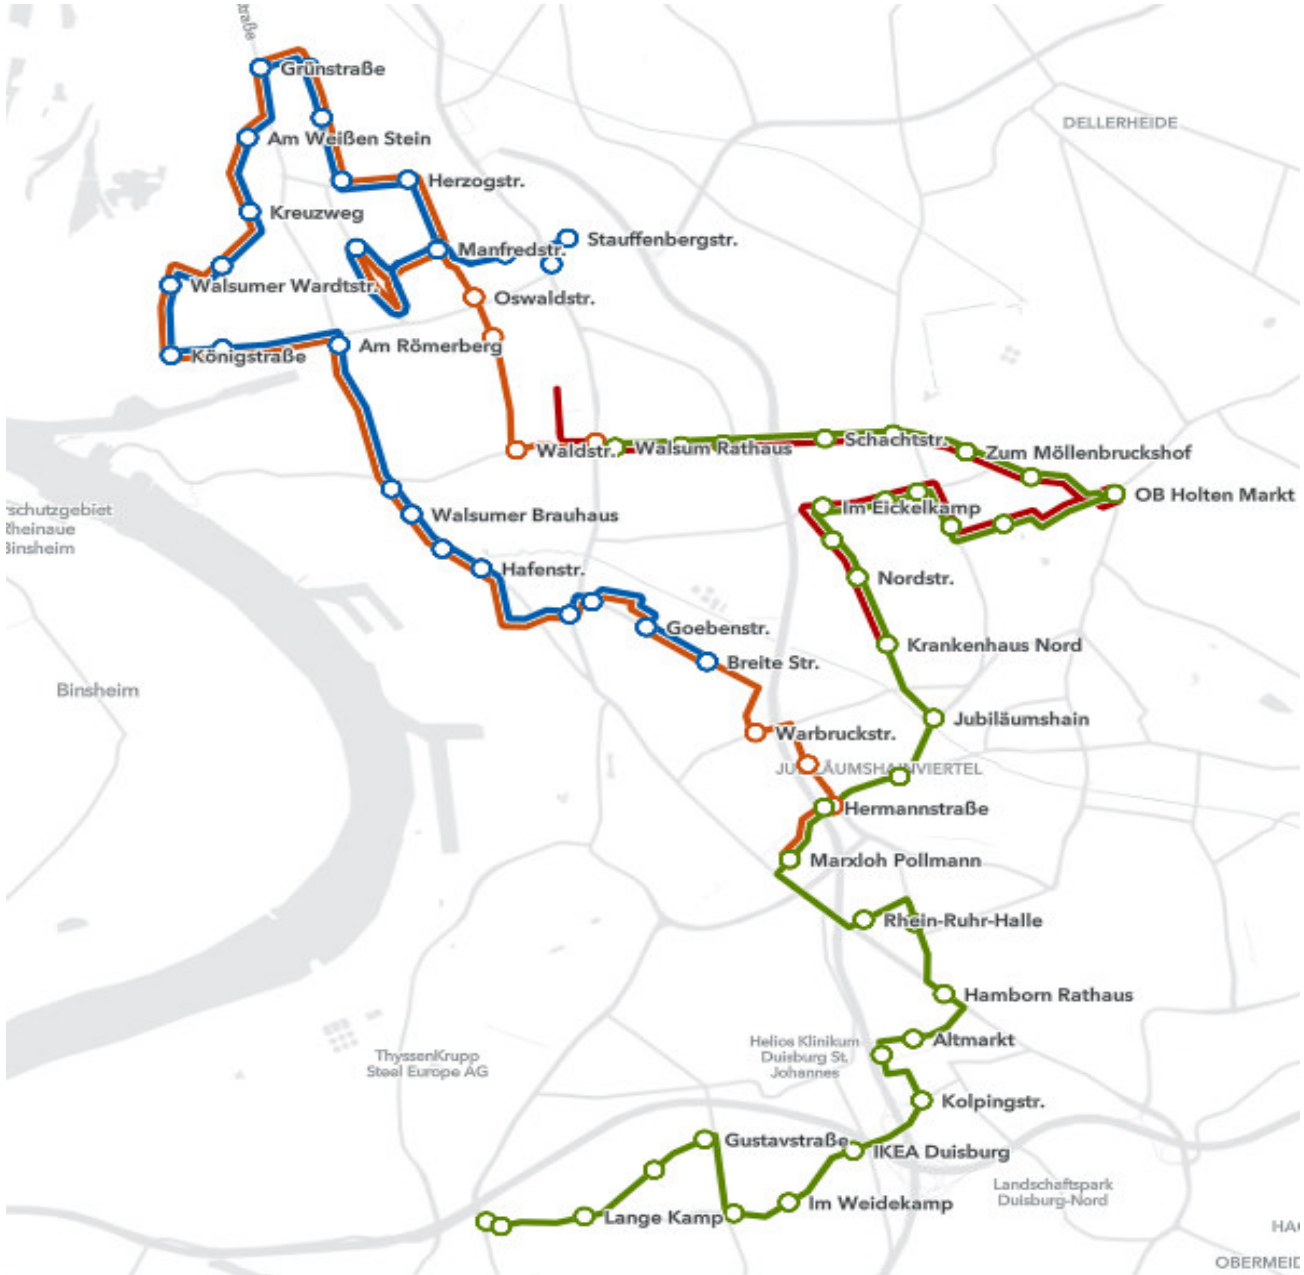 straße
Grünstraße
DELLERHEIDE
Am Weißen Stein
Herzogstr.
Kreuzweg
Stauffenbergstr.
Manfredstr.
Walsumer Wardtstr.
Oswaldstr.
Am Römerberg
Königstraße
Schachtstr.
Waldstr.
Walsum Rathaus
Zum Möllenbruckshof
OB Holten Markt
Im Eickelkamp
rschutzgebiet
Rheinaue
Binsheim
Walsumer Brauhaus
Hafenstr.
Nordstr.
Goebenstr.
Krankenhaus Nord
Breite Str.
Binsheim
Jubiläumshain
Warbruckstr.
JUBILÄUMSHAINVIERTEL
Hermannstraße
Marxloh Pollmann
Rhein-Ruhr-Halle
Hamborn Rathaus
Altmarkt
Helios Klinikum
Duisburg St.
Johannes
ThyssenKrupp
Steel Europe AG
Kolpingstr.
Gustavstraße
IKEA Duisburg
Landschaftspark
Duisburg-Nord
Im Weidekamp
Lange Kamp
HAG
OBERMEID